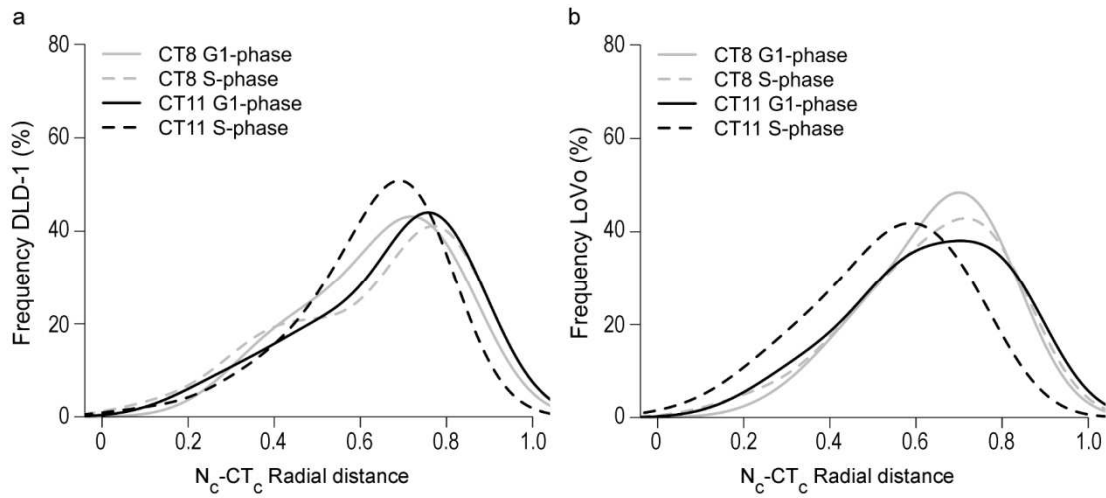 a
80
60
40
20
0
Frequency DLD-1 (%)
CT8 G1-phase
CT8 S-phase
CT11 G1-phase
CT11 S-phase
0 0.2 0.4 0.6 0.8 1.0
Nc-CTc Radial distance
b
80
60
40
20
0
Frequency LoVo (%)
CT8 G1-phase
CT8 S-phase
CT11 G1-phase
CT11 S-phase
0 0.2 0.4 0.6 0.8 1.0
Nc-CTc Radial distance